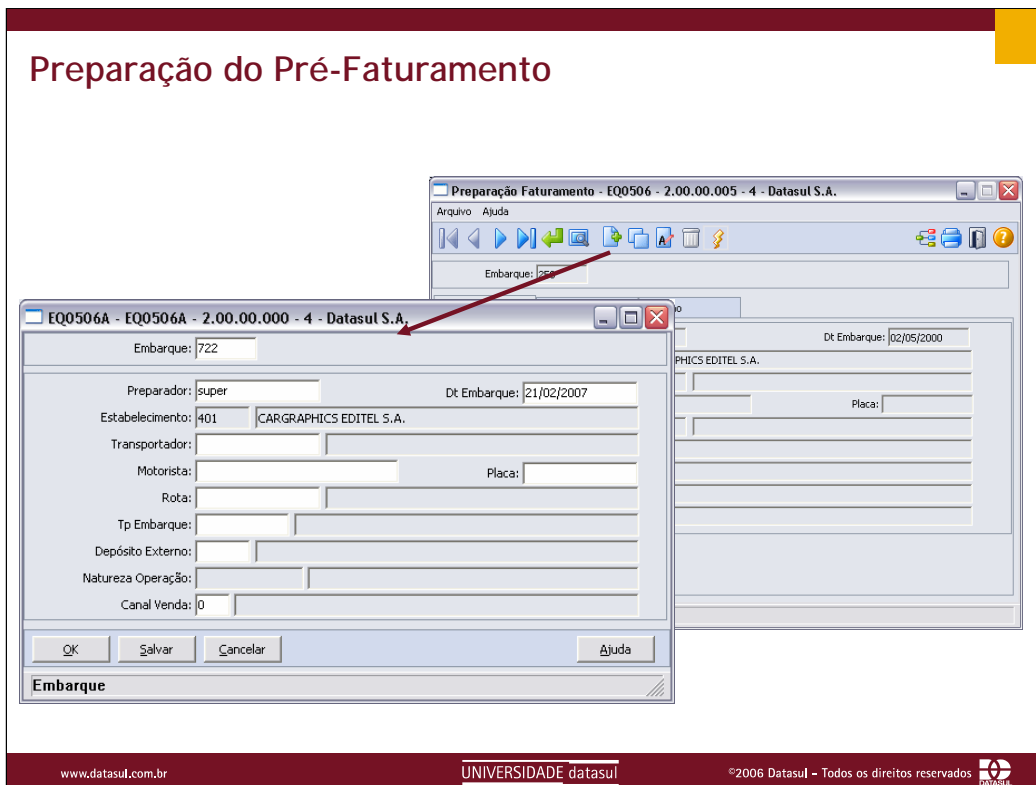 Preparação do Pré-Faturamento
Preparação Faturamento - EQ0506 - 2.00.00.005 - 4 - Datasul S.A.
Arquivo Ajuda
Embarque:
Dt Embarque: 02/05/2000
PHICS EDITEL S.A.
Placa:
EQ0506A - EQ0506A - 2.00.00.000 - 4 - Datasul S.A.
Embarque: 722
Preparador: super Dt Embarque: 21/02/2007
Estabelecimento: 401 CARGRAPHICS EDITEL S.A.
Transportador:
Motorista: Placa:
Rota:
Tp Embarque:
Depósito Externo:
Natureza Operação:
Canal Venda: 0
OK Salvar Cancelar Ajuda
Embarque
www.datasul.com.br UNIVERSIDADE datasul ©2006 Datasul - Todos os direitos reservados DATASUL